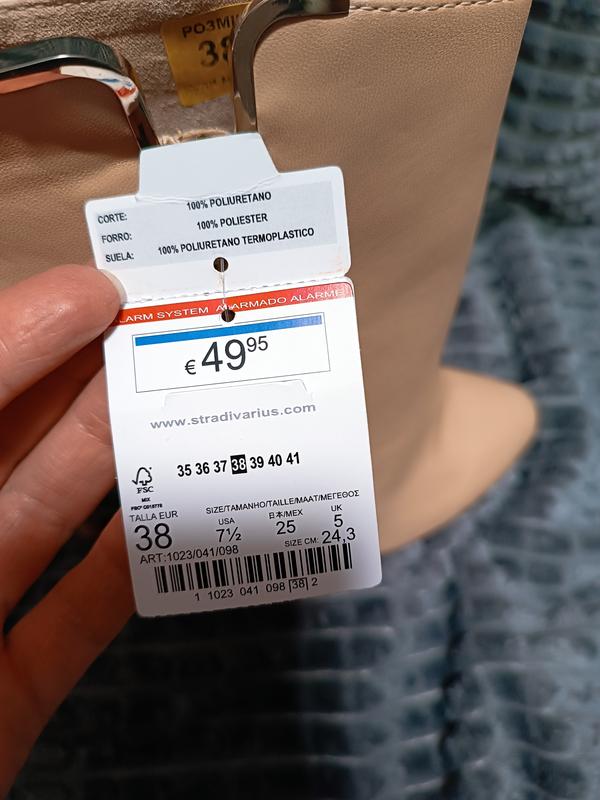 РОЗМІ
38
CORTE: 100% POLIURETANO
FORRO: 100% POLIESTER
SUELA: 100% POLIURETANO TERMOPLASTICO
ALARM SYSTEM ALARMADO ALARME
€ 49 95
www.stradivarius.com
35 36 37 38 39 40 41
FSC
MIX
SIZE/TAMANHO/TAILLE/MAAT/ΜΕΓΕΘΟΣ
TALLA EUR USA 日本/MEX UK
38 7½ 25 5
SIZE CM: 24,3
ART:1023/041/098
1 1023 041 098 38 2